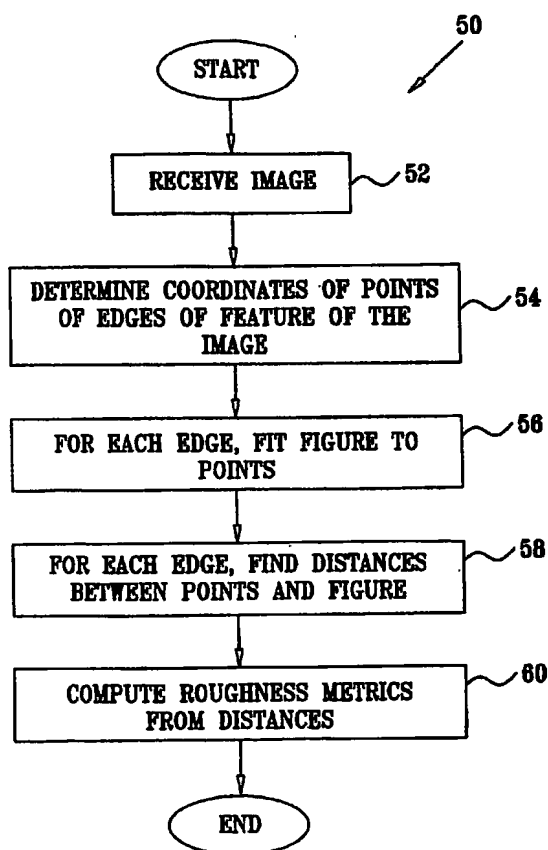 50
START
RECEIVE IMAGE
52
DETERMINE COORDINATES OF POINTS
OF EDGES OF FEATURE OF THE
IMAGE
54
FOR EACH EDGE, FIT FIGURE TO
POINTS
56
FOR EACH EDGE, FIND DISTANCES
BETWEEN POINTS AND FIGURE
58
COMPUTE ROUGHNESS METRICS
FROM DISTANCES
60
END